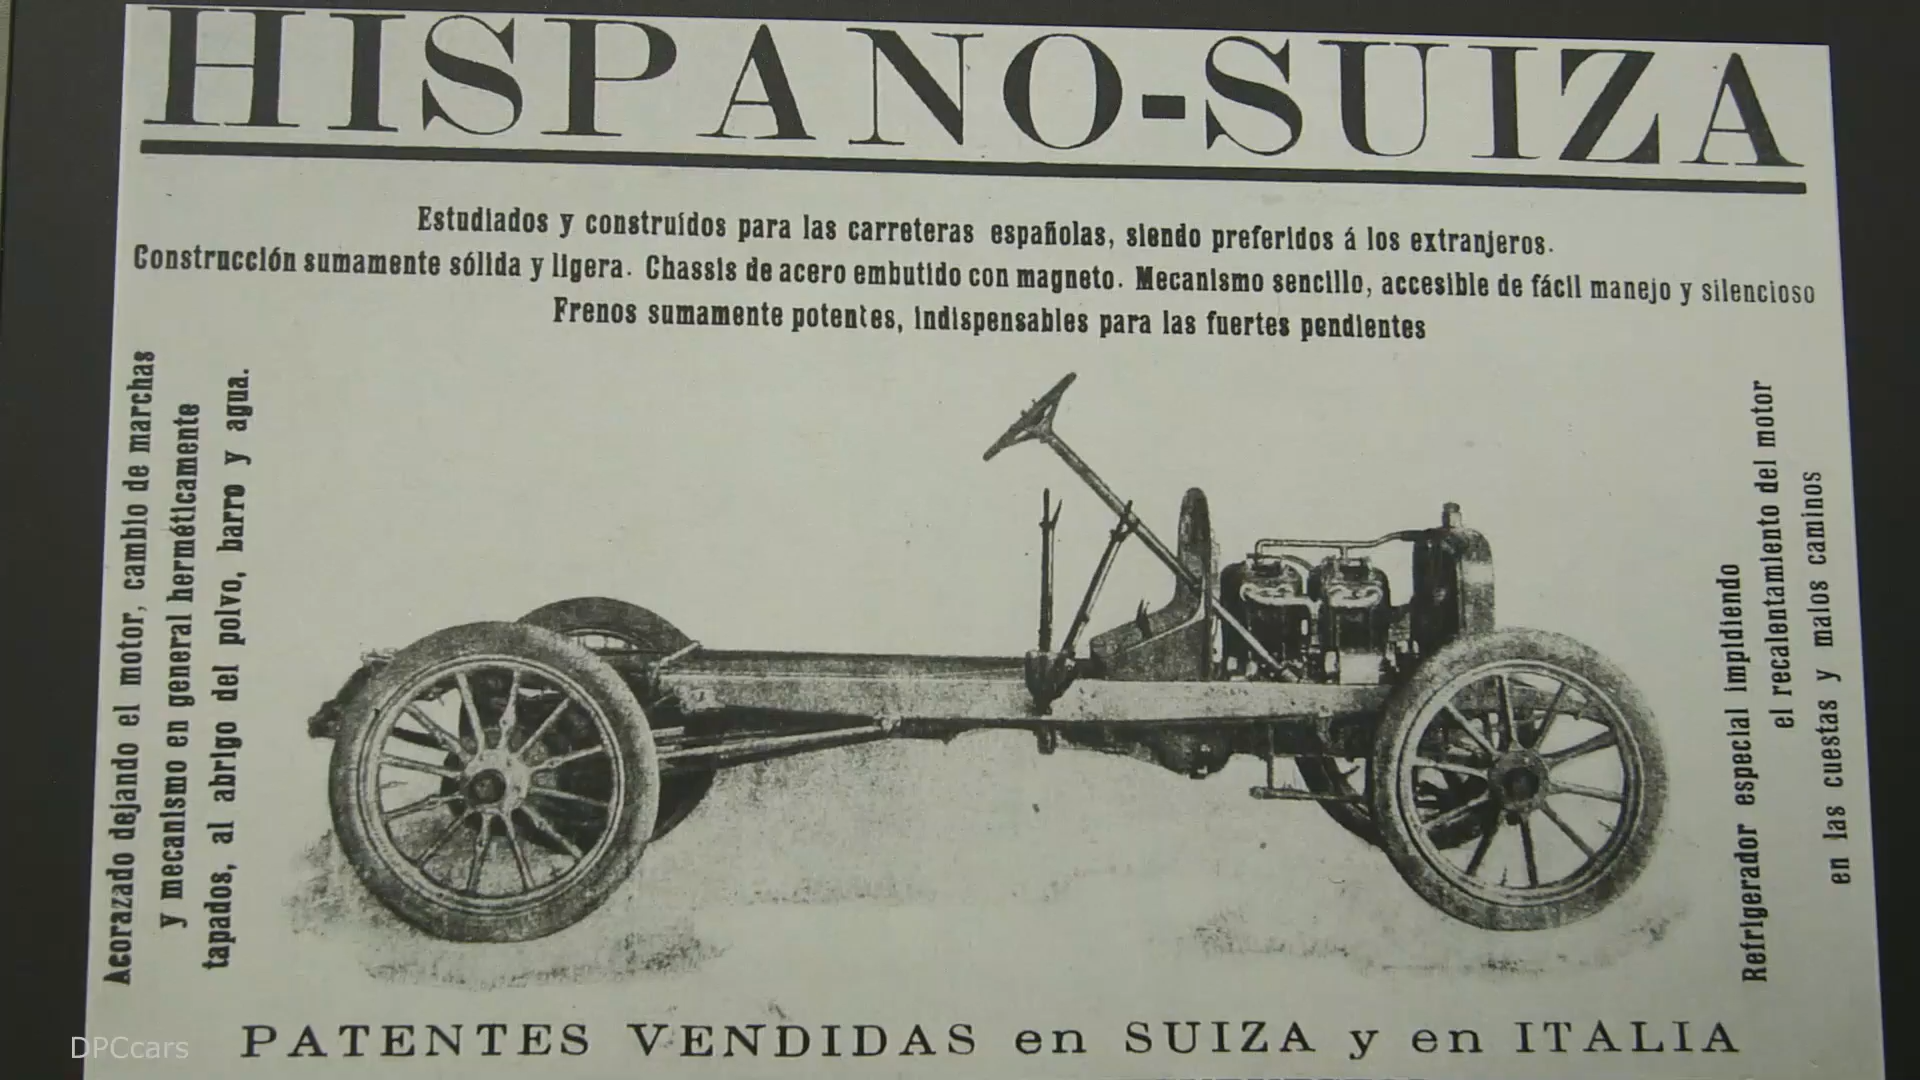 HISPANO-SUIZA
Estudiados y construídos para las carreteras españolas, siendo preferidos á los extranjeros.
Construcción sumamente sólida y ligera. Chassis de acero embutido con magneto. Mecanismo sencillo, accesible de fácil manejo y silencioso
Frenos sumamente potentes, indispensables para las fuertes pendientes
Acorazado dejando el motor, cambio de marchas
y mecanismo en general herméticamente
tapados, al abrigo del polvo, barro y agua.
Refrigerador especial impidiendo
el recalentamiento del motor
en las cuestas y malos caminos
PATENTES VENDIDAS en SUIZA y en ITALIA
DPCcars